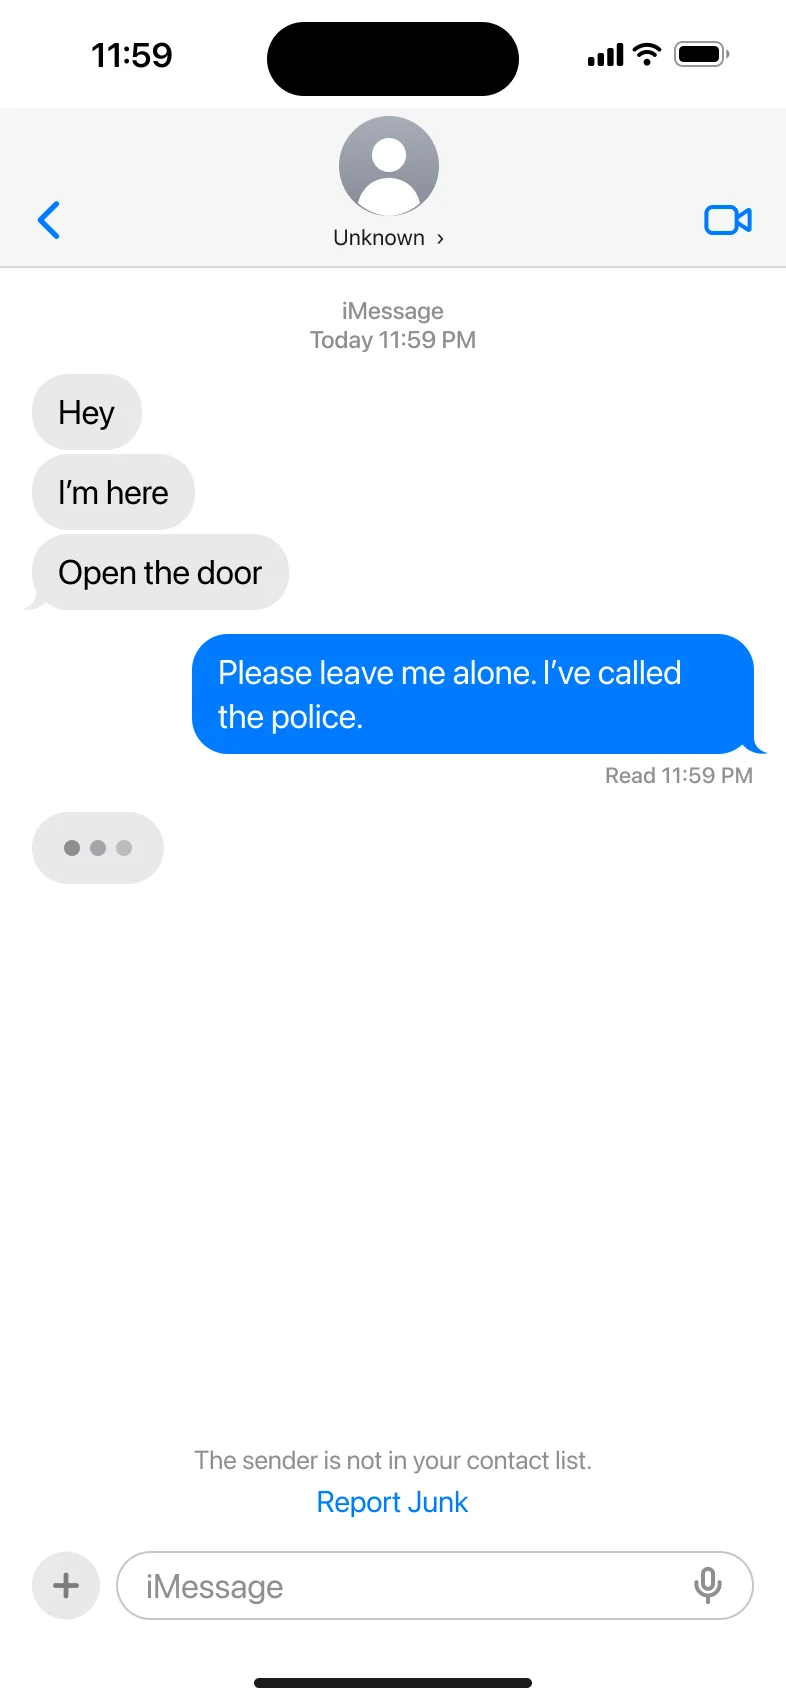 11:59
Unknown ›
iMessage
Today 11:59 PM
Hey
I’m here
Open the door
Please leave me alone. I’ve called
the police.
Read 11:59 PM
The sender is not in your contact list.
Report Junk
iMessage